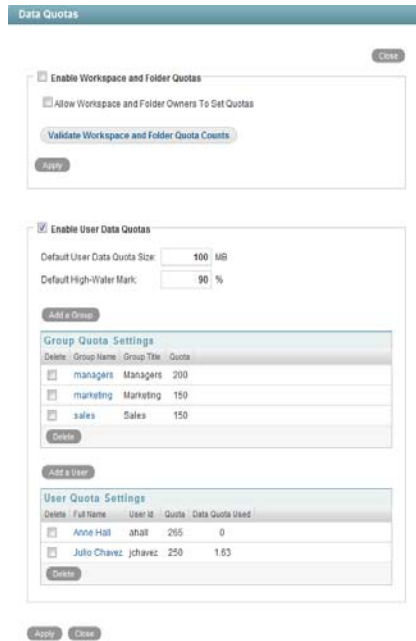 Data Quotas
Close
Enable Workspace and Folder Quotas
Allow Workspace and Folder Owners To Set Quotas
Validate Workspace and Folder Quota Counts
Apply
Enable User Data Quotas
Default User Data Quota Size: 100 MB
Default High-Water Mark: 90 %
Add a Group
Group Quota Settings
Delete Group Name Group Title Quota
managers Managers 200
marketing Marketing 150
sales Sales 150
Delete
Add a User
User Quota Settings
Delete Full Name User Id Quota Data Quota Used
Anne Hall ahall 265 0
Julio Chavez jchavez 250 1.63
Delete
Apply Close